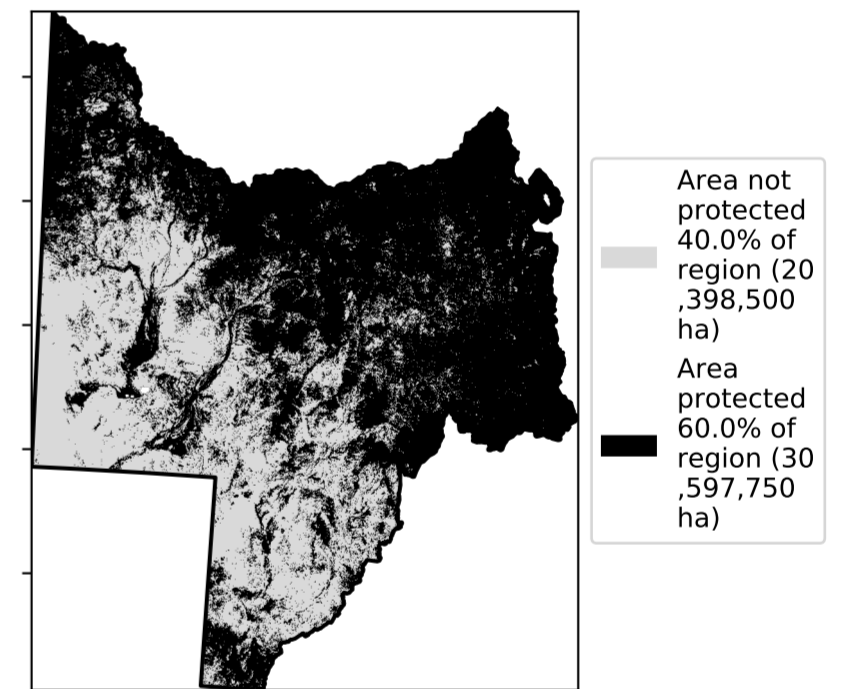 Area not
protected
40.0% of
region (20
,398,500
ha)
Area
protected
60.0% of
region (30
,597,750
ha)